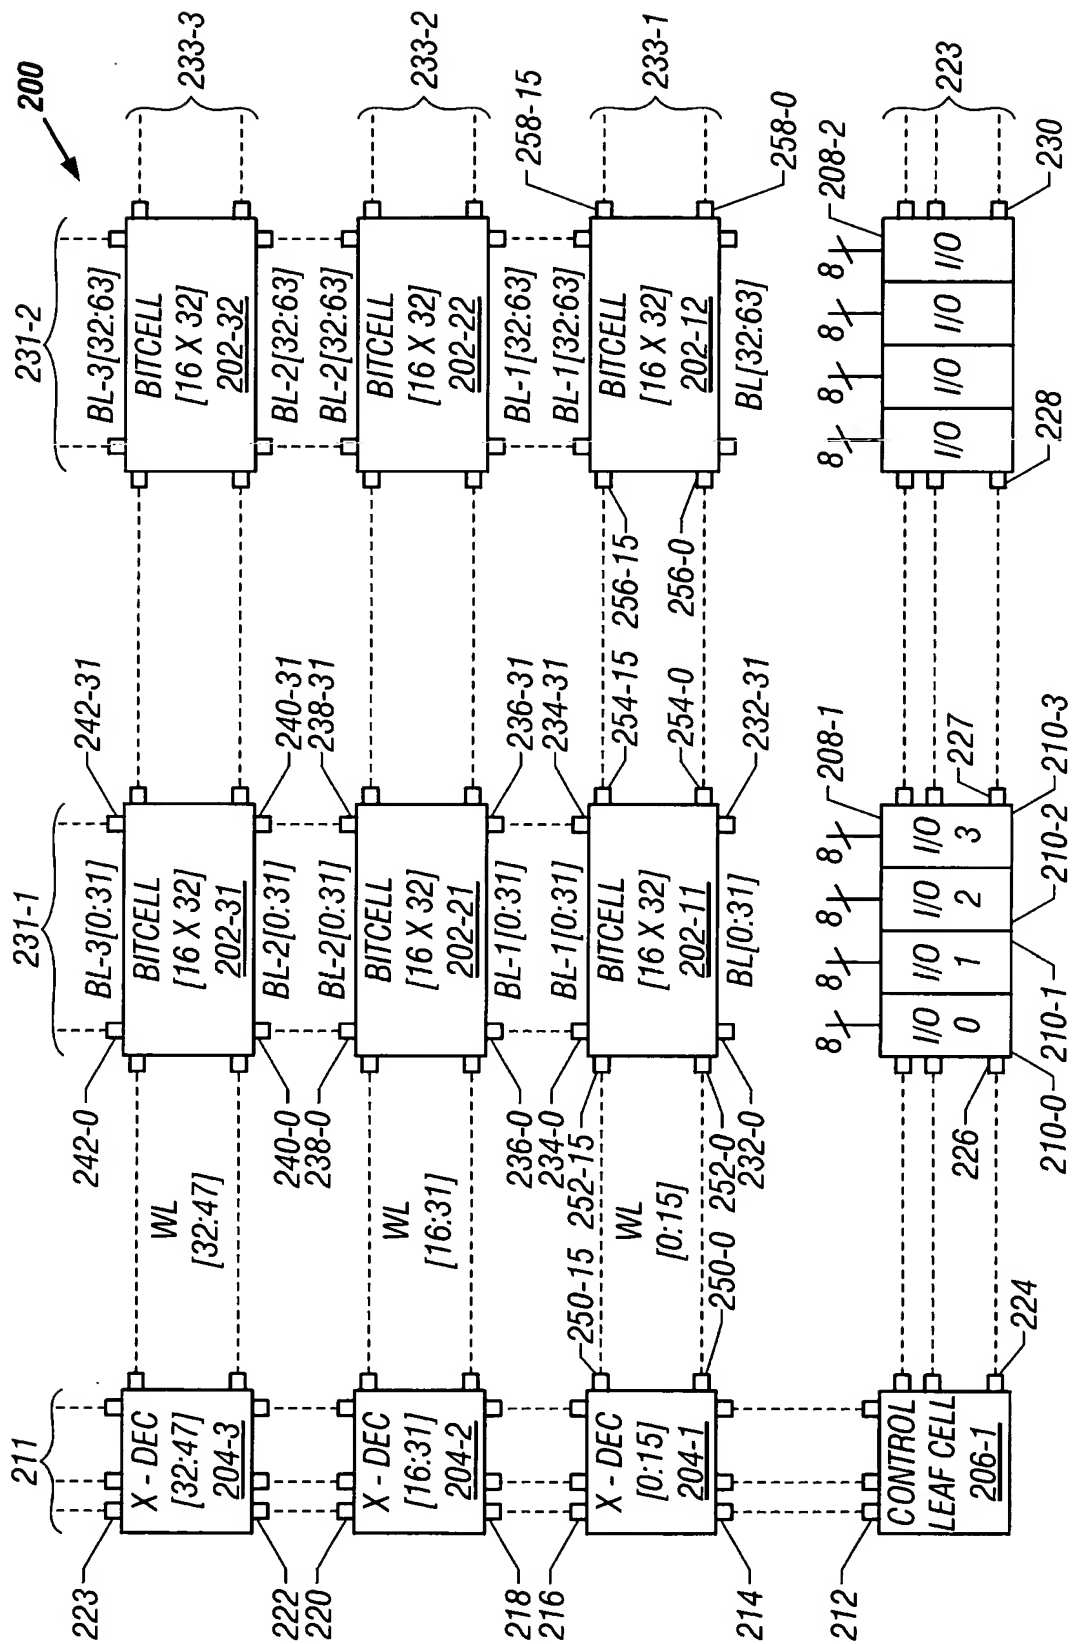 200
211
231-1
231-2
223
242-0
BL-3[0:31]
242-31
BL-3[32:63]
X - DEC
[32:47]
204-3
WL
[32:47]
BITCELL
[16 X 32]
202-31
BITCELL
[16 X 32]
202-32
233-3
222
240-0
BL-2[0:31]
240-31
BL-2[32:63]
220
238-0
BL-2[0:31]
238-31
BL-2[32:63]
X - DEC
[16:31]
204-2
WL
[16:31]
BITCELL
[16 X 32]
202-21
BITCELL
[16 X 32]
202-22
233-2
218
236-0
BL-1[0:31]
236-31
BL-1[32:63]
216
234-0
BL-1[0:31]
234-31
BL-1[32:63]
250-15
252-15
254-15
256-15
258-15
X - DEC
[0:15]
204-1
WL
[0:15]
BITCELL
[16 X 32]
202-11
BITCELL
[16 X 32]
202-12
233-1
250-0
252-0
254-0
256-0
258-0
214
232-0
BL[0:31]
232-31
BL[32:63]
212
8
8
8
8
208-1
8
8
8
8
208-2
CONTROL
LEAF CELL
206-1
I/O
0
I/O
1
I/O
2
I/O
3
I/O
I/O
I/O
I/O
223
224
226
227
228
230
210-0
210-1
210-2
210-3